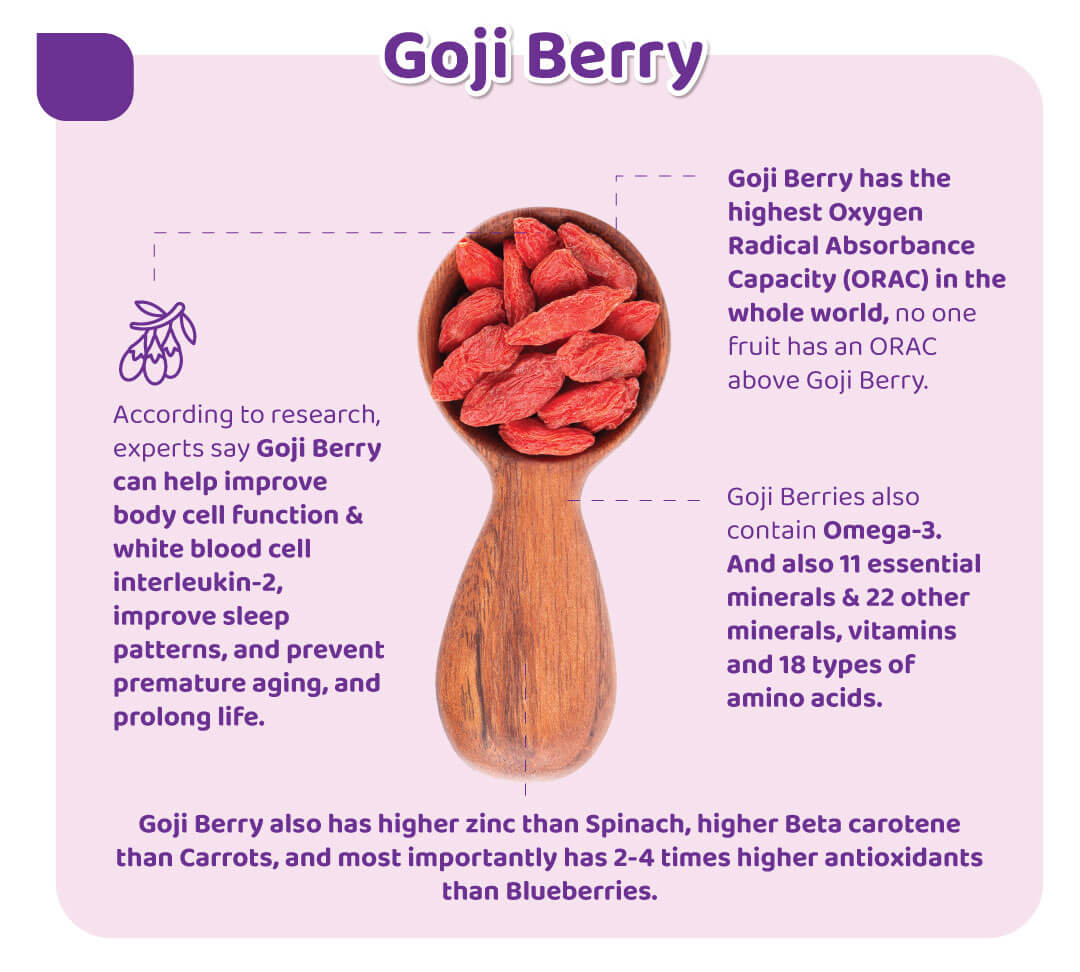 Goji Berry
According to research,
experts say Goji Berry
can help improve
body cell function &
white blood cell
interleukin-2,
improve sleep
patterns, and prevent
premature aging, and
prolong life.
Goji Berry has the
highest Oxygen
Radical Absorbance
Capacity (ORAC) in the
whole world, no one
fruit has an ORAC
above Goji Berry.
Goji Berries also
contain Omega-3.
And also 11 essential
minerals & 22 other
minerals, vitamins
and 18 types of
amino acids.
Goji Berry also has higher zinc than Spinach, higher Beta carotene
than Carrots, and most importantly has 2-4 times higher antioxidants
than Blueberries.